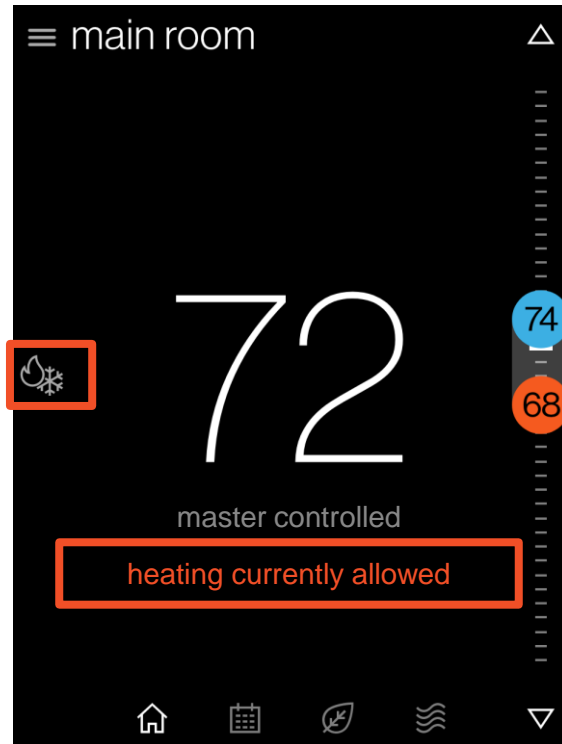 main room
74
72
68
master controlled
heating currently allowed